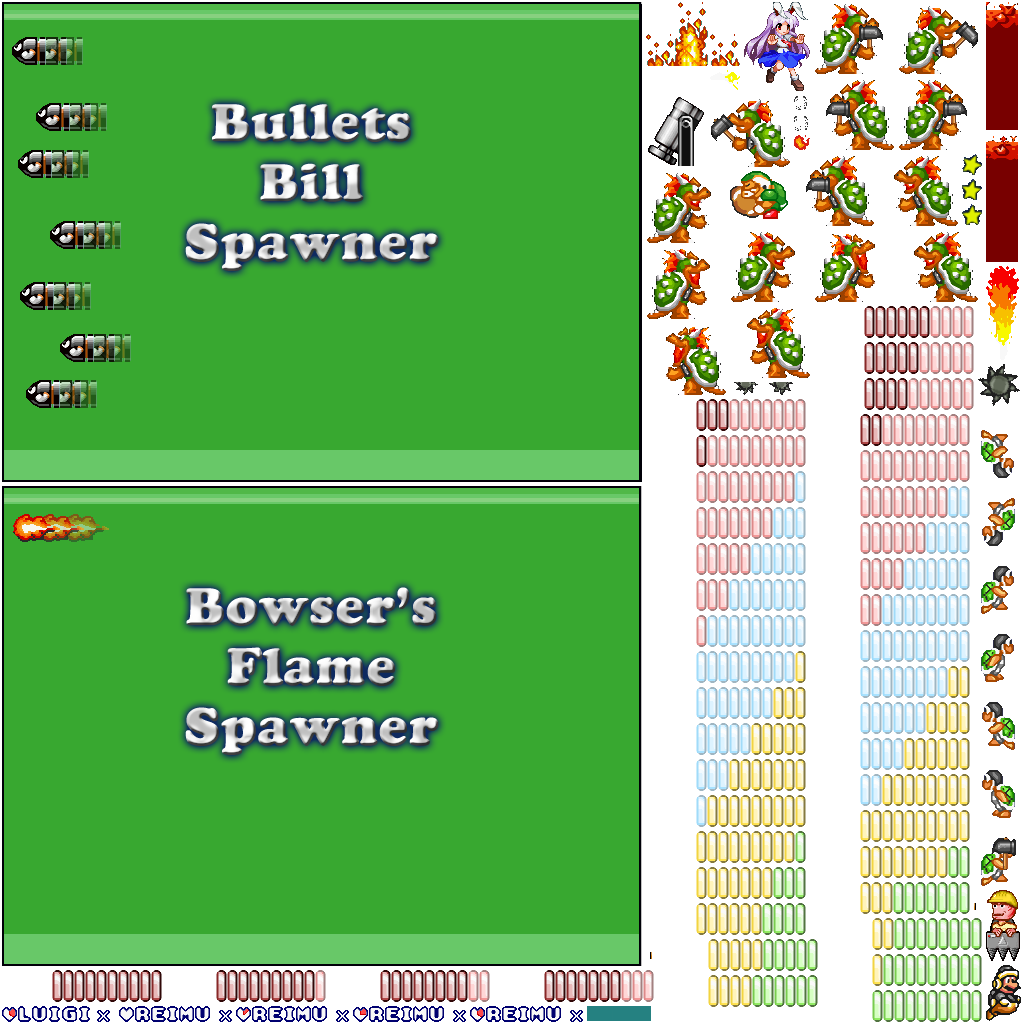 Bullets
Bill
Spawner
Bowser's
Flame
Spawner
LUIGI x REIMU x REIMU x REIMU x REIMU x